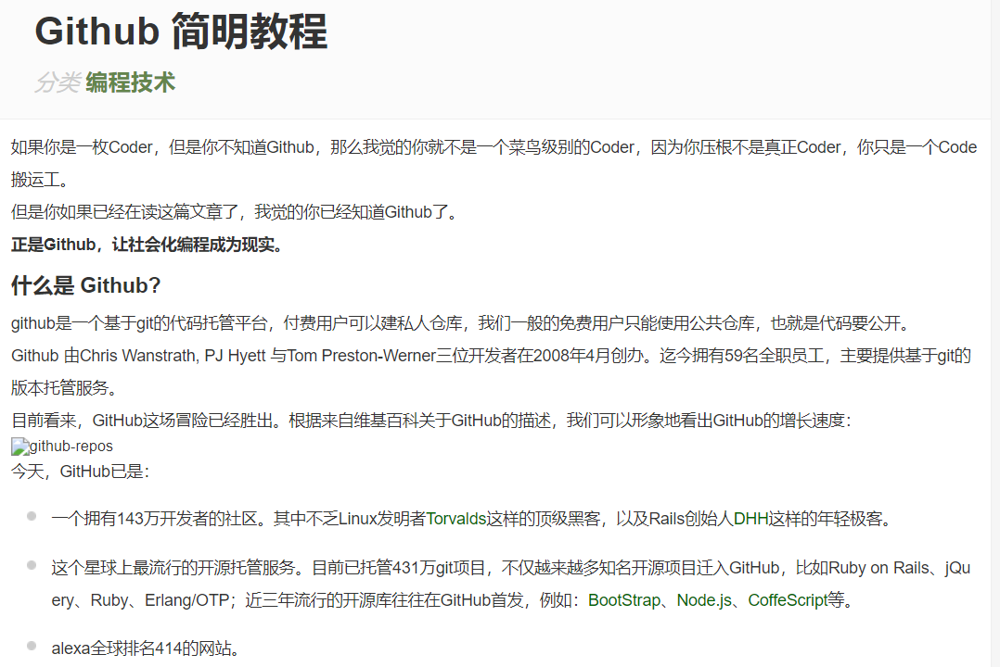 Github 简明教程
分类 编程技术
如果你是一枚Coder，但是你不知道Github，那么我觉的你就不是一个菜鸟级别的Coder，因为你压根不是真正Coder，你只是一个Code
搬运工。
但是你如果已经在读这篇文章了，我觉的你已经知道Github了。
正是Github，让社会化编程成为现实。
什么是 Github?
github是一个基于git的代码托管平台，付费用户可以建私人仓库，我们一般的免费用户只能使用公共仓库，也就是代码要公开。
Github 由Chris Wanstrath, PJ Hyett 与Tom Preston-Werner三位开发者在2008年4月创办。迄今拥有59名全职员工，主要提供基于git的
版本托管服务。
目前看来，GitHub这场冒险已经胜出。根据来自维基百科关于GitHub的描述，我们可以形象地看出GitHub的增长速度：
github-repos
今天，GitHub已是：
一个拥有143万开发者的社区。其中不乏Linux发明者Torvalds这样的顶级黑客，以及Rails创始人DHH这样的年轻极客。
这个星球上最流行的开源托管服务。目前已托管431万git项目，不仅越来越多知名开源项目迁入GitHub，比如Ruby on Rails、jQu
ery、Ruby、Erlang/OTP；近三年流行的开源库往往在GitHub首发，例如：BootStrap、Node.js、CoffeScript等。
alexa全球排名414的网站。